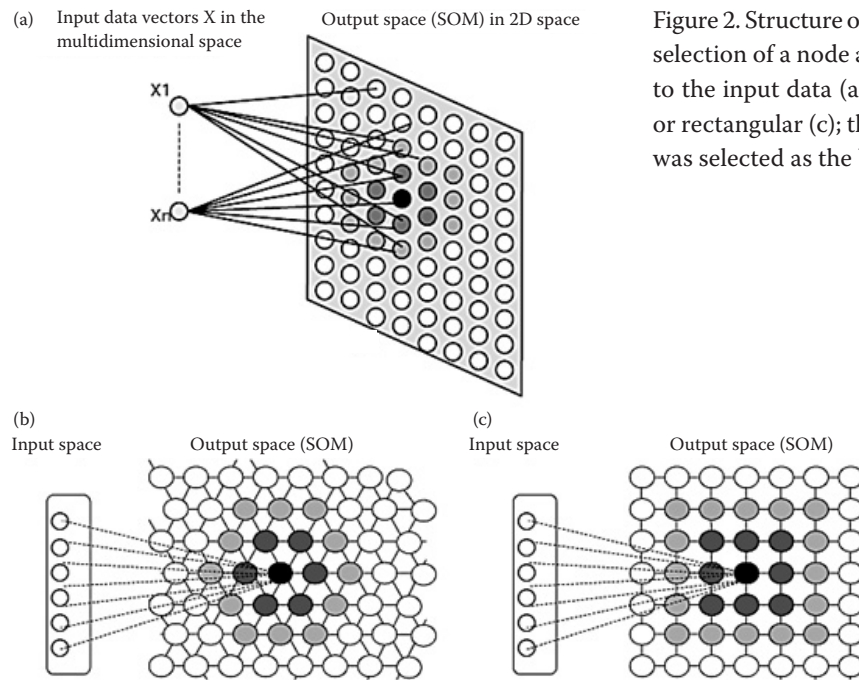 (a) Input data vectors X in the multidimensional space
Output space (SOM) in 2D space
X1
Xn
Figure 2. Structure o
selection of a node a
to the input data (a
or rectangular (c); th
was selected as the
(b)
Input space
Output space (SOM)
(c)
Input space
Output space (SOM)